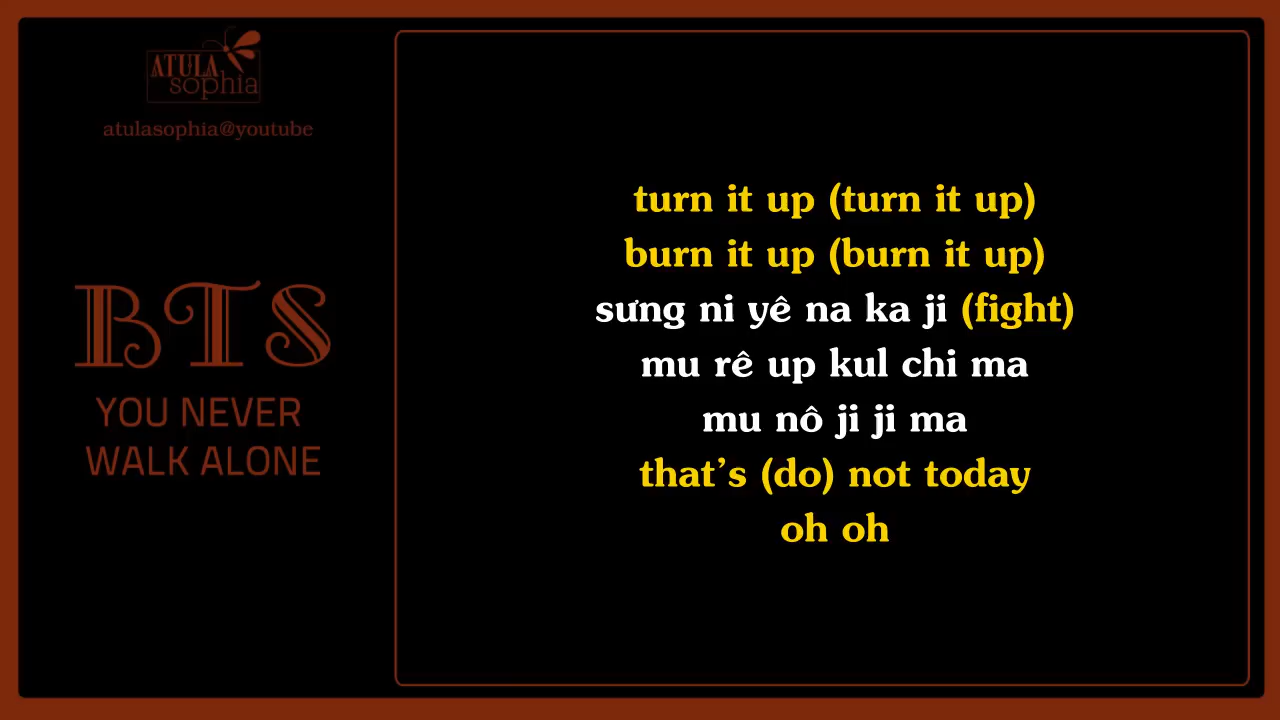 ATULA
sophia
atulasophia@youtube
BTS
YOU NEVER
WALK ALONE
turn it up (turn it up)
burn it up (burn it up)
sưng ni yê na ka ji (fight)
mu rê up kul chi ma
mu nô ji ji ma
that's (do) not today
oh oh